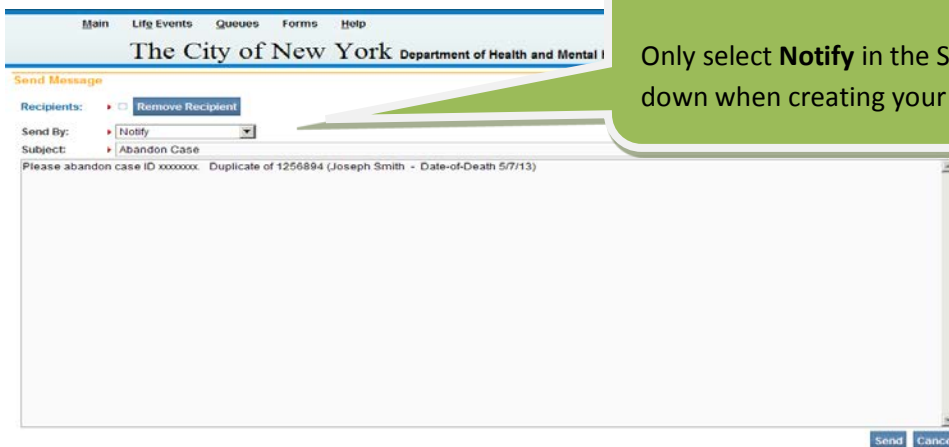 Main Life Events Queues Forms Help
The City of New York Department of Health and Mental
Only select Notify in the S
down when creating your
Send Message
Recipients: Remove Recipient
Send By: Notify
Subject: Abandon Case
Please abandon case ID xxxxxxxx. Duplicate of 1256894 (Joseph Smith - Date-of-Death 5/7/13)
Send Cance